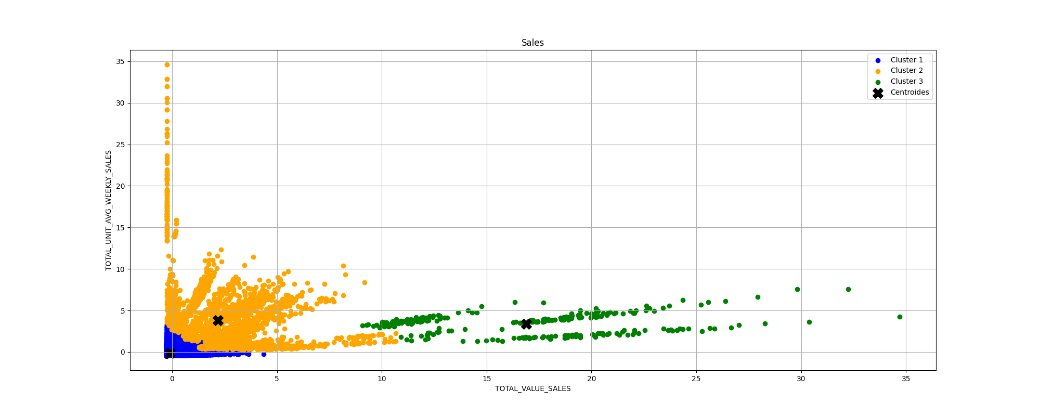 Sales
Cluster 1
Cluster 2
Cluster 3
Centroides
35
30
25
20
15
10
5
0
TOTAL_UNIT_AVG_WEEKLY_SALES
0 5 10 15 20 25 30 35
TOTAL_VALUE_SALES